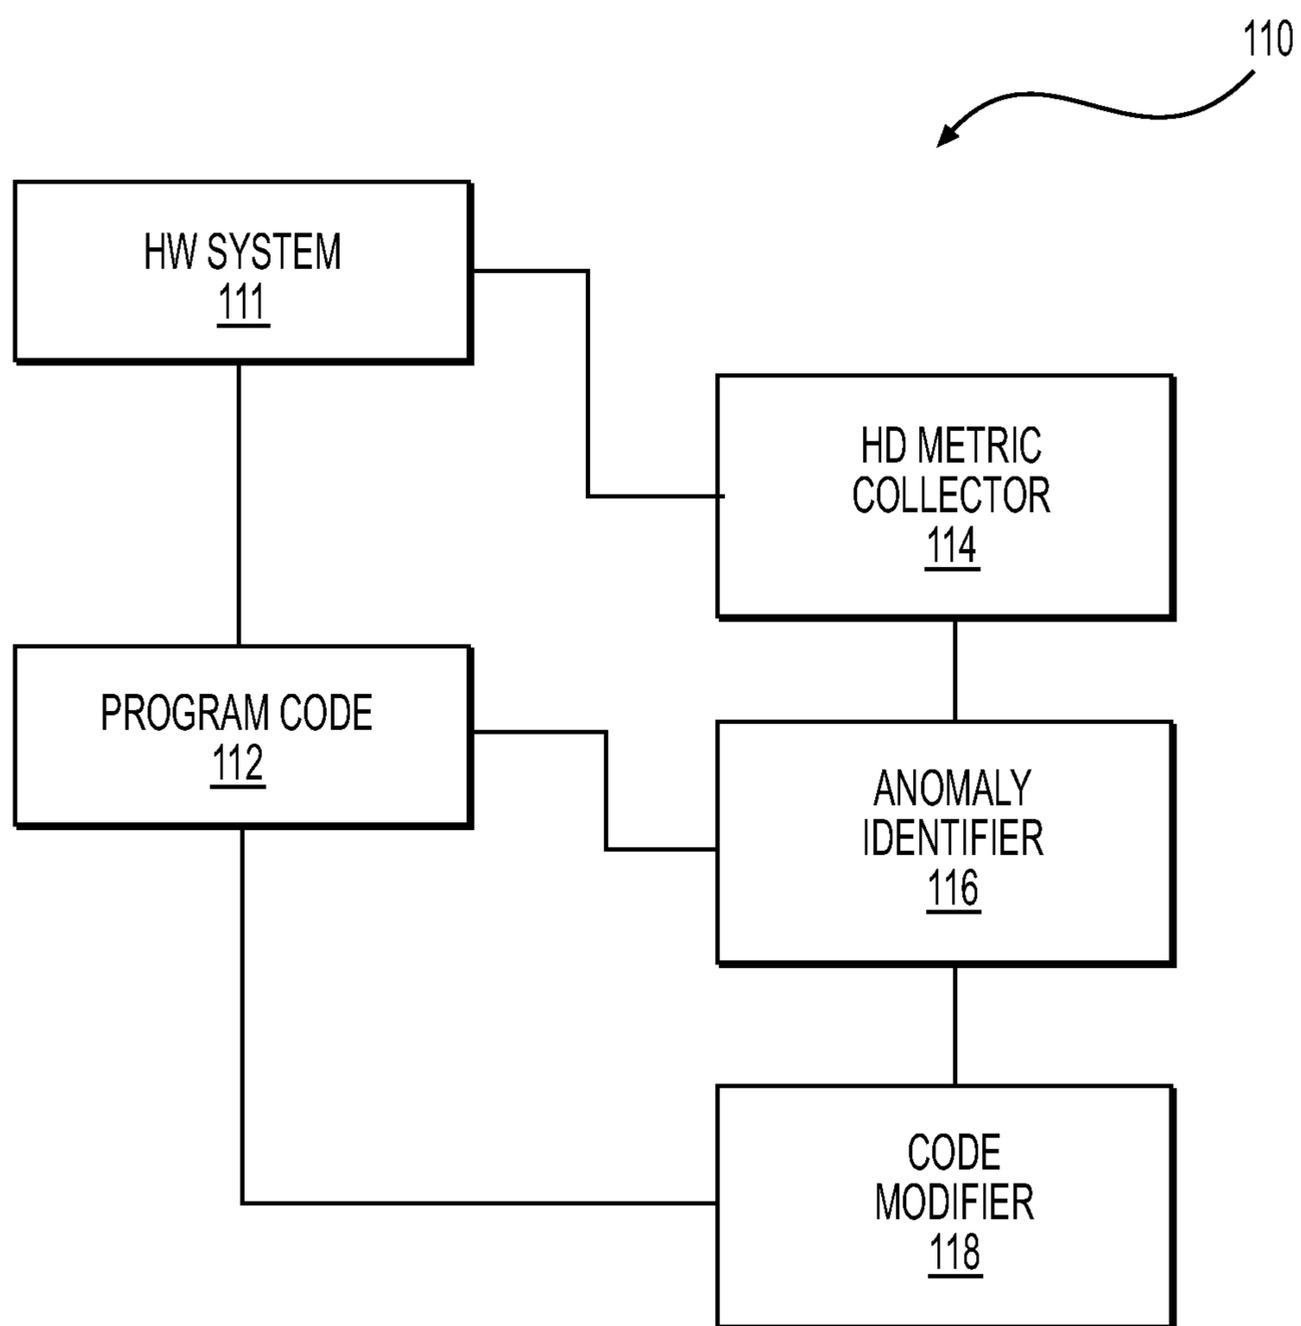 110
HW SYSTEM
111
HD METRIC
COLLECTOR
114
PROGRAM CODE
112
ANOMALY
IDENTIFIER
116
CODE
MODIFIER
118